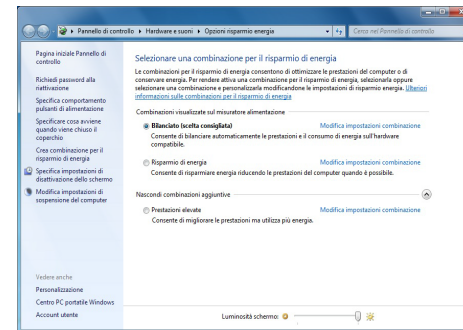 Pannello di controllo ▸ Hardware e suoni ▸ Opzioni risparmio energia
Cerca nel Pannello di controllo
Pagina iniziale Pannello di
controllo
Richiedi password alla
riattivazione
Specifica comportamento
pulsanti di alimentazione
Specificare cosa avviene
quando viene chiuso il
coperchio
Crea combinazione per il
risparmio di energia
Specifica impostazioni di
disattivazione dello schermo
Modifica impostazioni di
sospensione del computer
Vedere anche
Personalizzazione
Centro PC portatile Windows
Account utente
Selezionare una combinazione per il risparmio di energia
Le combinazioni per il risparmio di energia consentono di ottimizzare le prestazioni del computer o di
conservare energia. Per rendere attiva una combinazione per il risparmio di energia, selezionarla oppure
selezionare una combinazione e personalizzarla modificandone le impostazioni di risparmio energia. Ulteriori
informazioni sulle combinazioni per il risparmio di energia
Combinazioni visualizzate sul misuratore alimentazione
Bilanciato (scelta consigliata) Modifica impostazioni combinazione
Consente di bilanciare automaticamente le prestazioni e il consumo di energia sull'hardware
compatibile.
Risparmio di energia Modifica impostazioni combinazione
Consente di risparmiare energia riducendo le prestazioni del computer quando è possibile.
Nascondi combinazioni aggiuntive
Prestazioni elevate Modifica impostazioni combinazione
Consente di migliorare le prestazioni ma utilizza più energia.
Luminosità schermo: